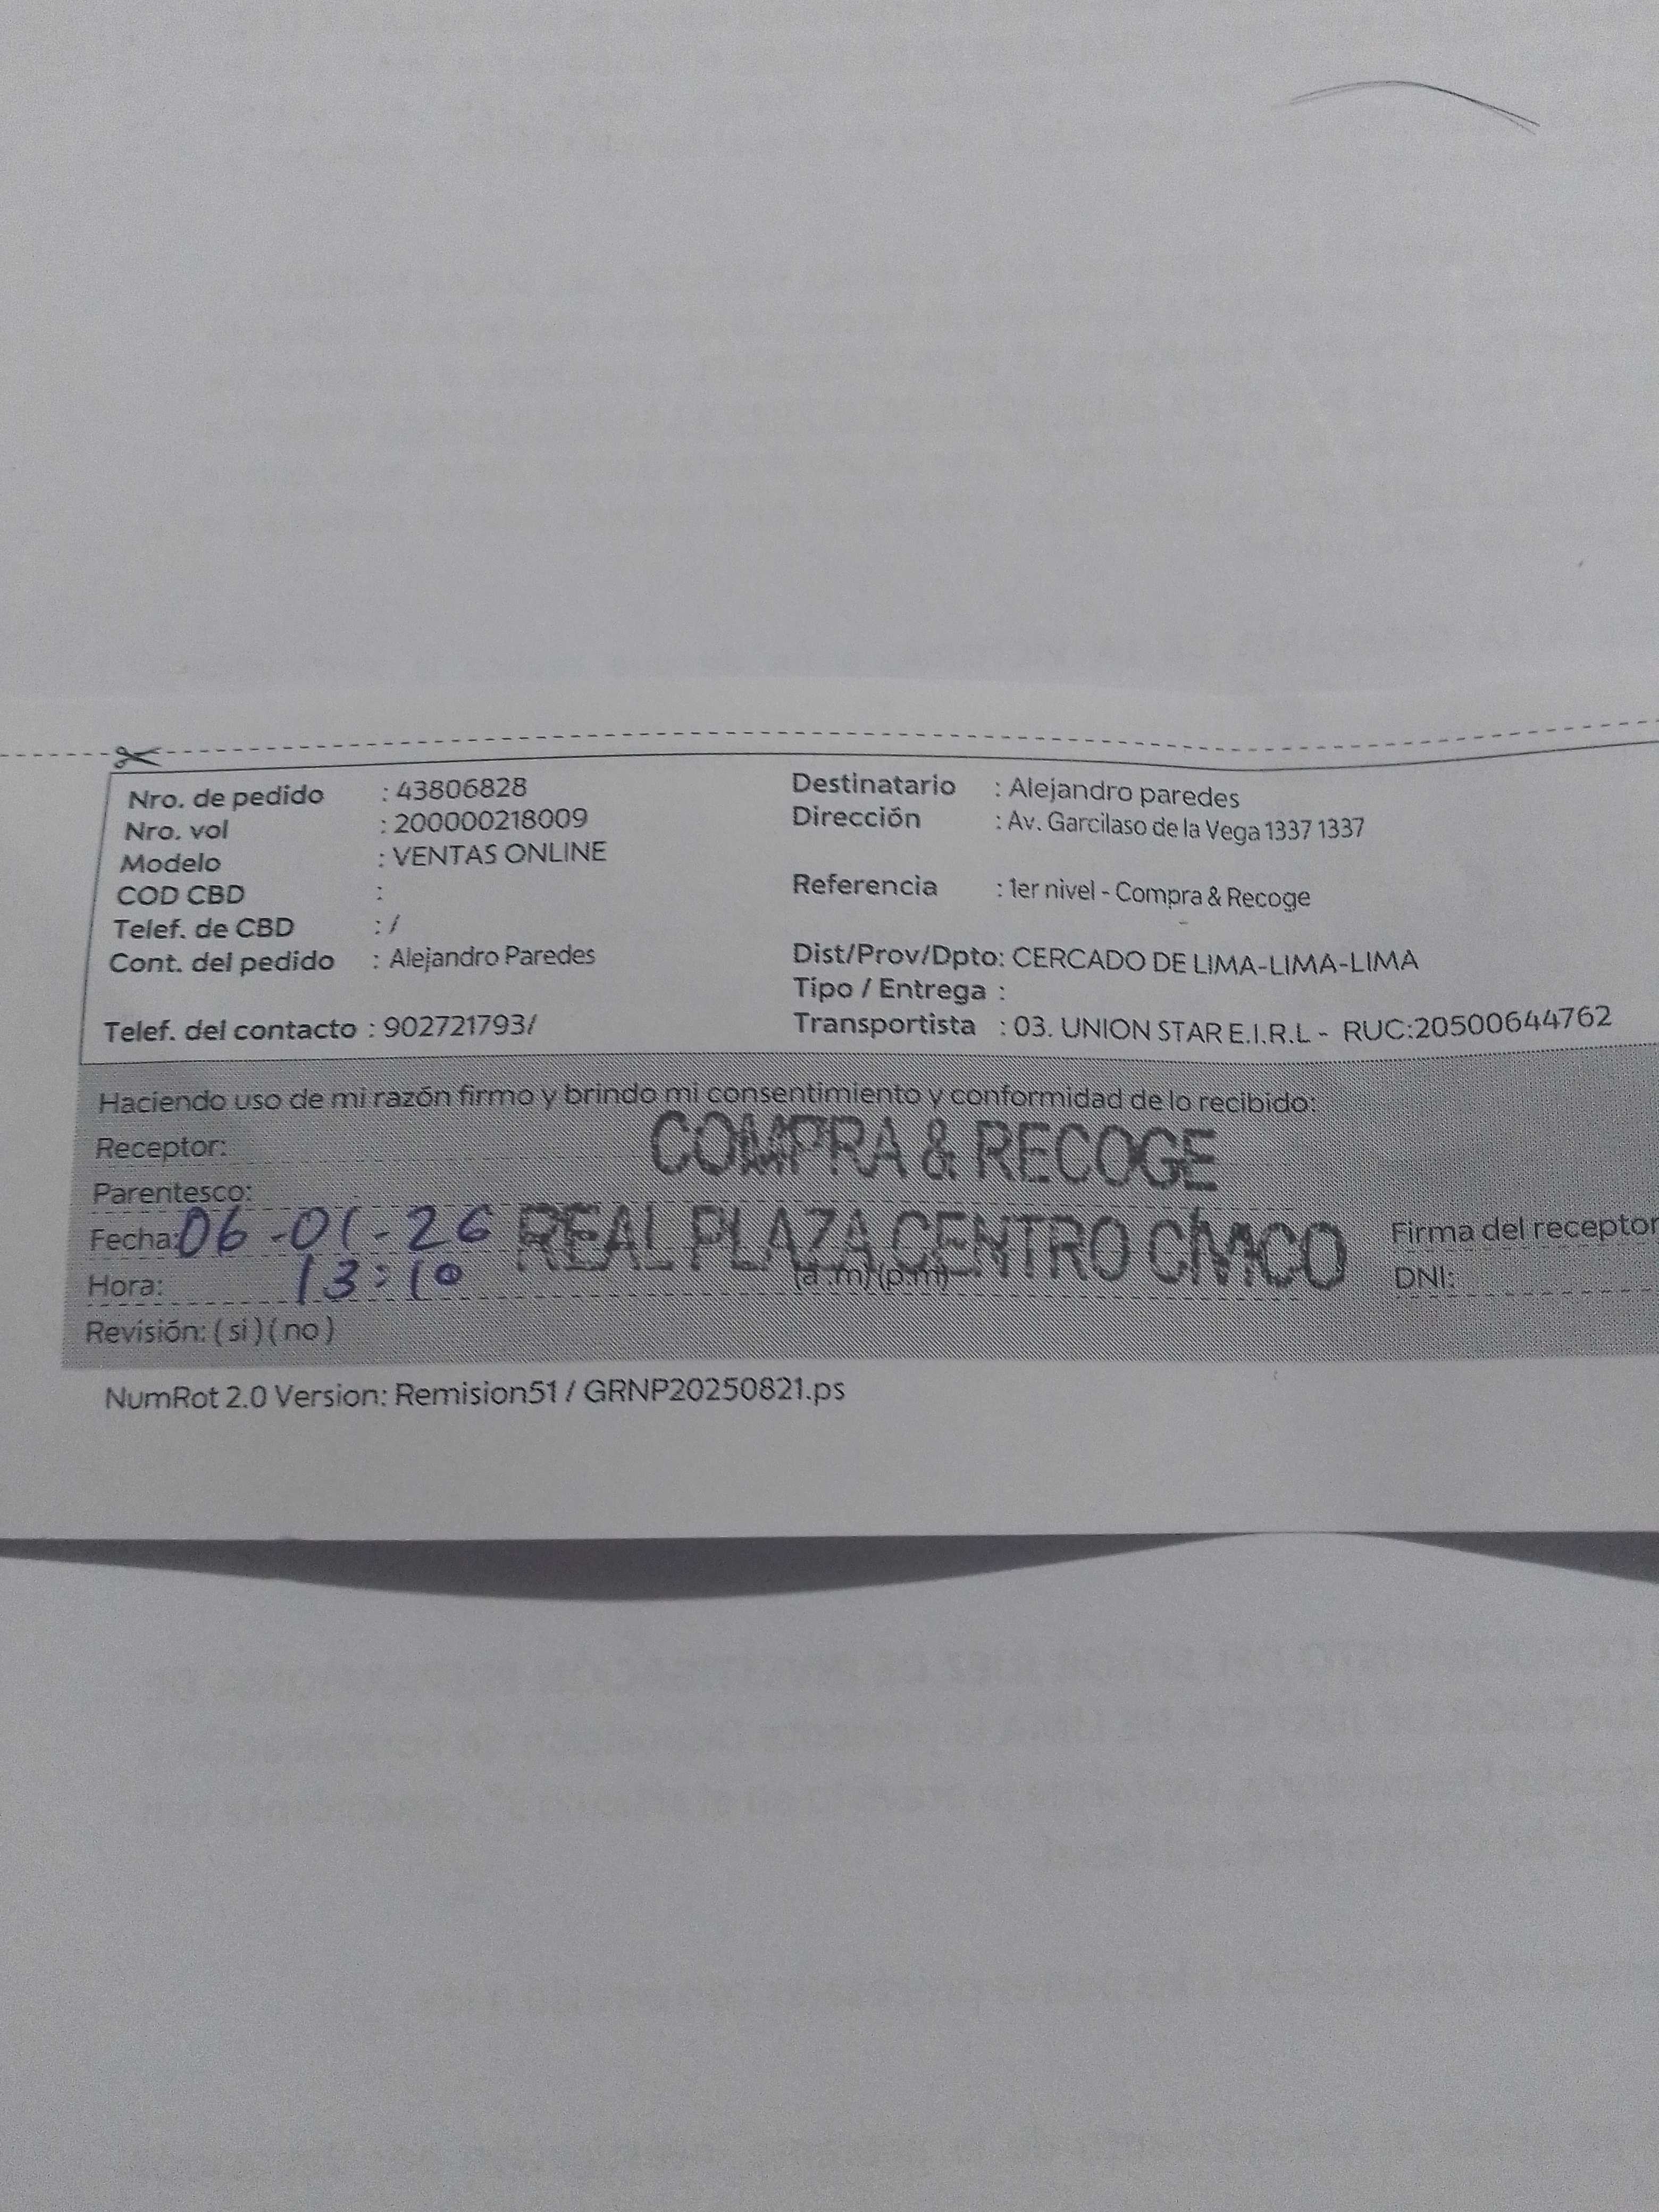 Nro. de pedido : 43806828
Nro. vol : 200000218009
Modelo : VENTAS ONLINE
COD CBD :
Telef. de CBD : /
Cont. del pedido : Alejandro Paredes
Telef. del contacto : 902721793/
Destinatario : Alejandro paredes
Dirección : Av. Garcilaso de la Vega 1337 1337
Referencia : 1er nivel - Compra & Recoge
Dist/Prov/Dpto: CERCADO DE LIMA-LIMA-LIMA
Tipo / Entrega :
Transportista : 03. UNION STAR E.I.R.L - RUC:20500644762
Haciendo uso de mi razón firmo y brindo mi consentimiento y conformidad de lo recibido:
COMPRA & RECOGE
Receptor:
Parentesco:
Fecha: 06-01-26 REAL PLAZA CENTRO CÍVICO Firma del receptor
Hora: 13:10 (a .m) (p.m) DNI:
Revisión: ( si ) ( no )
NumRot 2.0 Version: Remision51 / GRNP20250821.ps